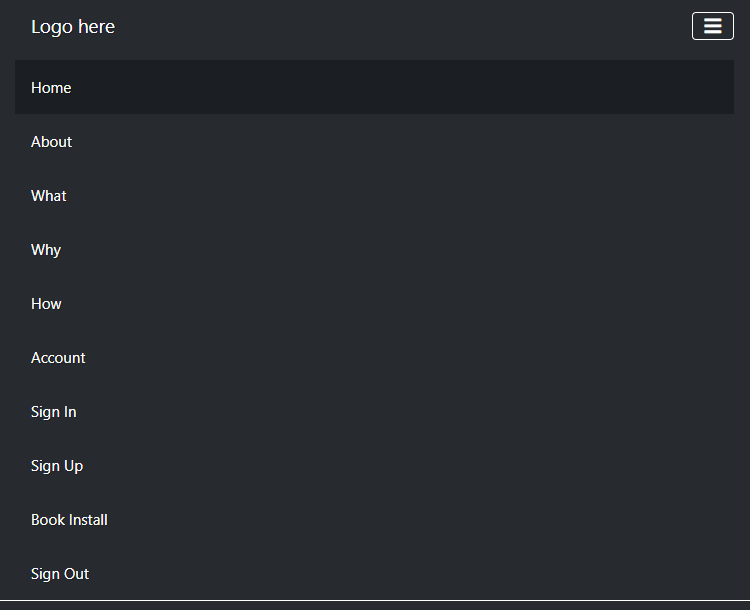 Logo here
Home
About
What
Why
How
Account
Sign In
Sign Up
Book Install
Sign Out